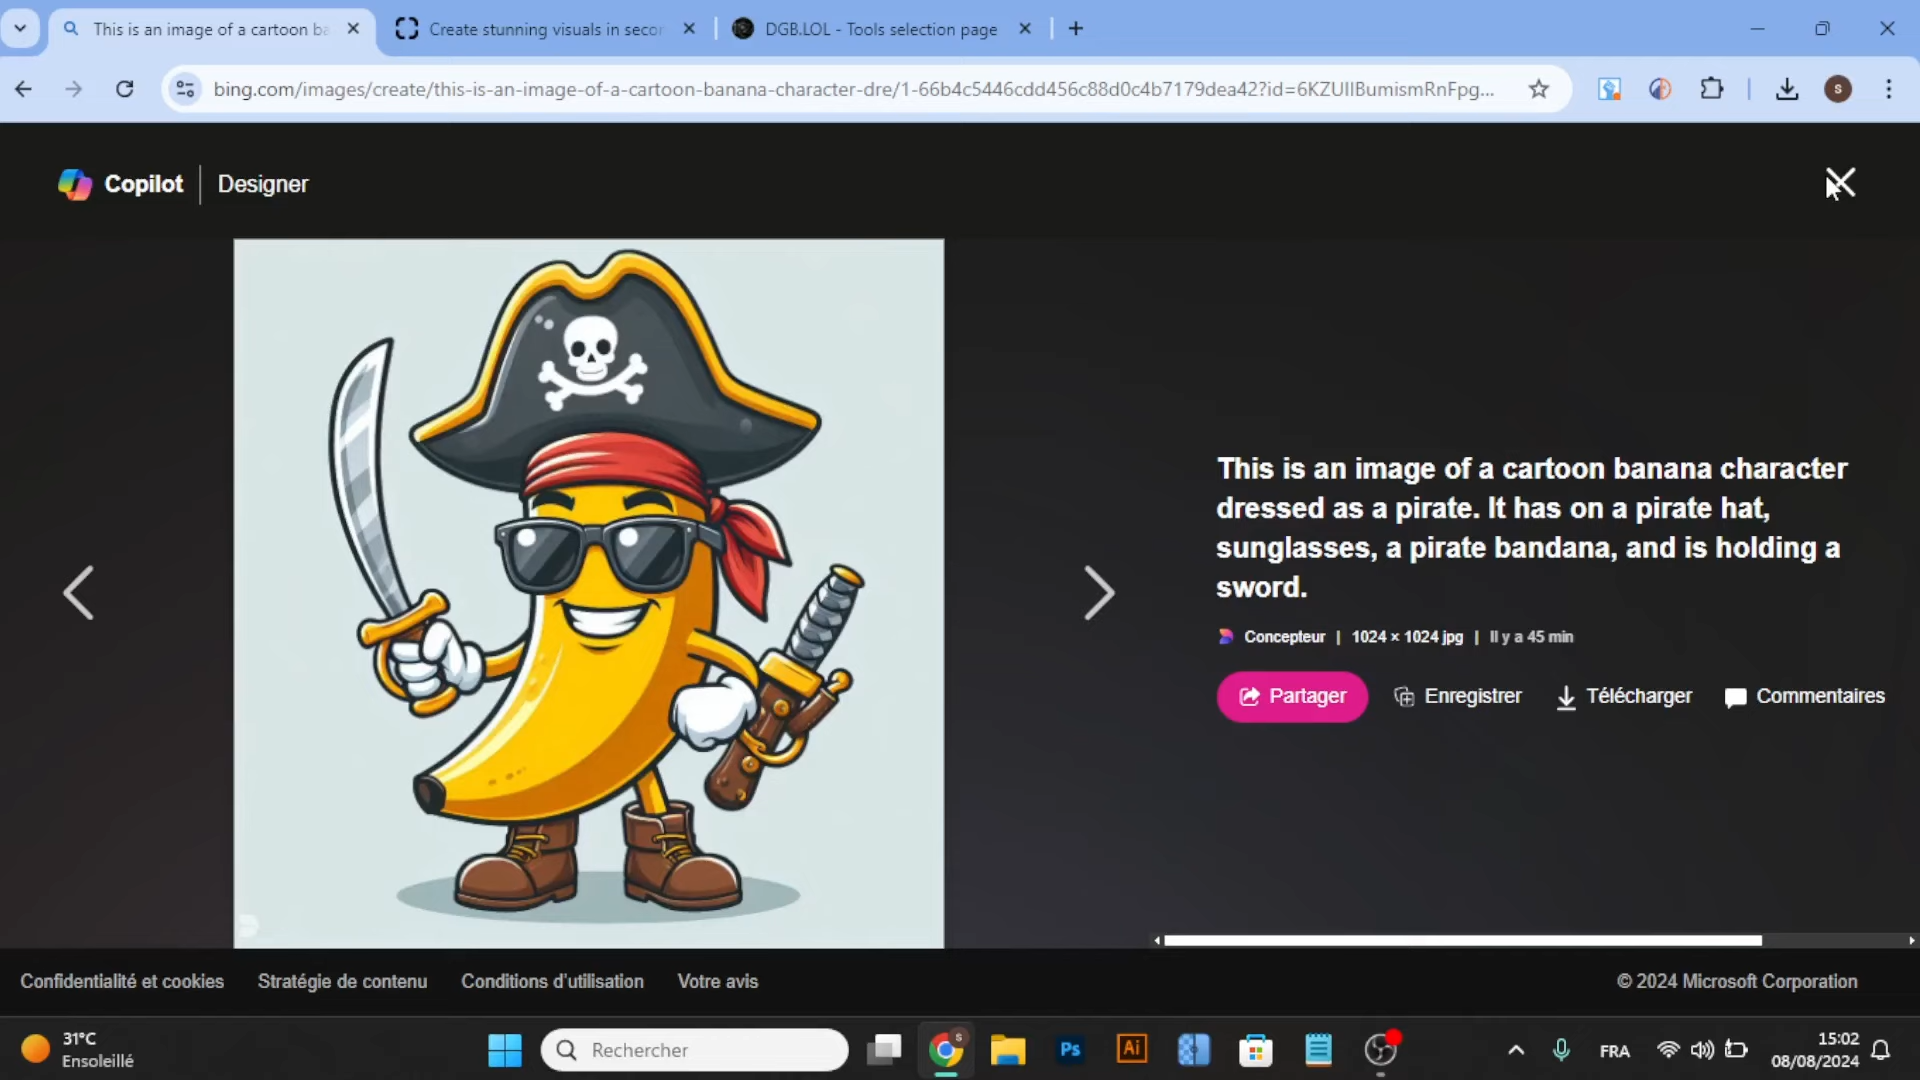 This is an image of a cartoon ba
Create stunning visuals in secon
DGB.LOL - Tools selection page
bing.com/images/create/this-is-an-image-of-a-cartoon-banana-character-dre/1-66b4c5446cdd456c88d0c4b7179dea42?id=6KZUIlBumismRnFpg...
S
Copilot
Designer
This is an image of a cartoon banana character
dressed as a pirate. It has on a pirate hat,
sunglasses, a pirate bandana, and is holding a
sword.
Concepteur | 1024 × 1024 jpg | Il y a 45 min
Partager
Enregistrer
Télécharger
Commentaires
Confidentialité et cookies
Stratégie de contenu
Conditions d'utilisation
Votre avis
© 2024 Microsoft Corporation
31°C
Ensoleillé
Rechercher
S
Ps
Ai
FRA
15:02
08/08/2024